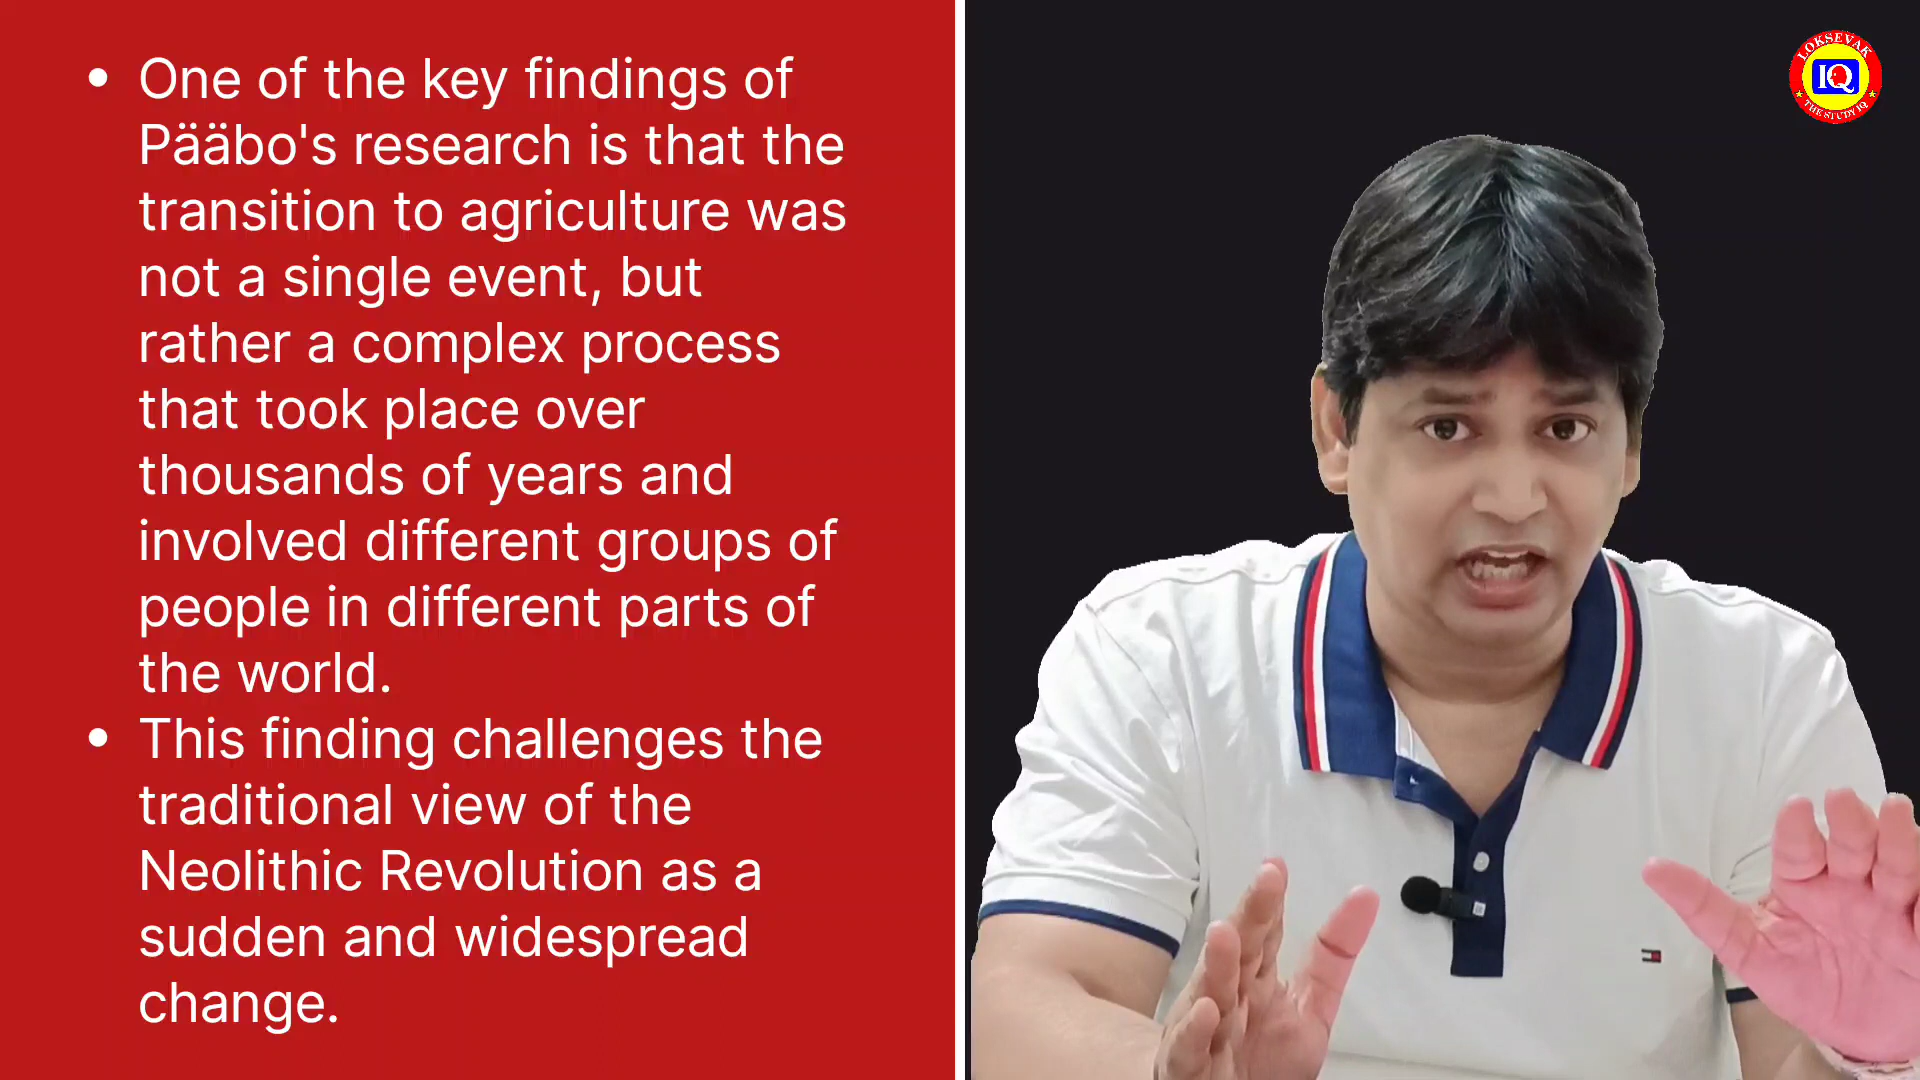 • One of the key findings of
Pääbo's research is that the
transition to agriculture was
not a single event, but
rather a complex process
that took place over
thousands of years and
involved different groups of
people in different parts of
the world.
• This finding challenges the
traditional view of the
Neolithic Revolution as a
sudden and widespread
change.
LOKSEVAK
IQ
THE STUDY IQ